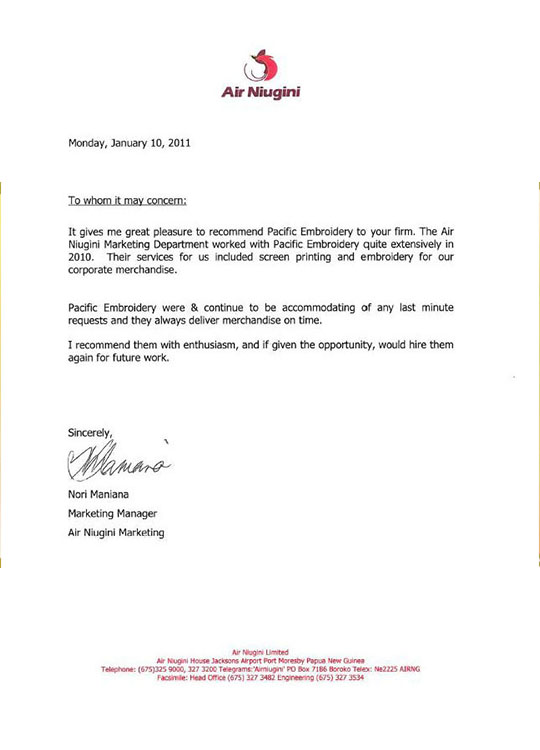 Air Niugini
Monday, January 10, 2011
To whom it may concern:
It gives me great pleasure to recommend Pacific Embroidery to your firm. The Air
Niugini Marketing Department worked with Pacific Embroidery quite extensively in
2010. Their services for us included screen printing and embroidery for our
corporate merchandise.
Pacific Embroidery were & continue to be accommodating of any last minute
requests and they always deliver merchandise on time.
I recommend them with enthusiasm, and if given the opportunity, would hire them
again for future work.
Sincerely,
Nori Maniana
Marketing Manager
Air Niugini Marketing
Air Niugini Limited
Air Niugini House Jacksons Airport Port Moresby Papua New Guinea
Telephone: (675)325 9000, 327 3200 Telegrams:'Airniugini' PO Box 7186 Boroko Telex: Ne2225 AIRNG
Facsimile: Head Office (675) 327 3482 Engineering (675) 327 3534